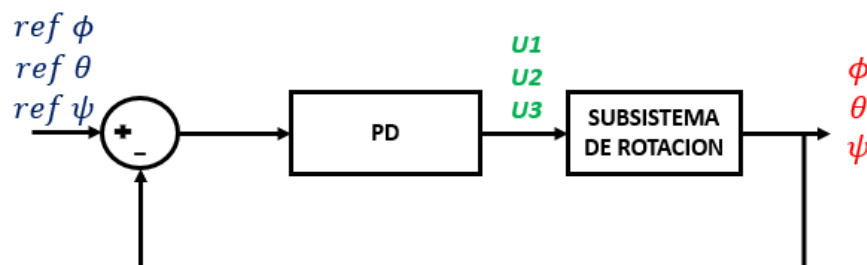 ref ϕ
ref θ
ref ψ
+
-
PD
U1
U2
U3
SUBSISTEMA
DE ROTACION
ϕ
θ
ψ